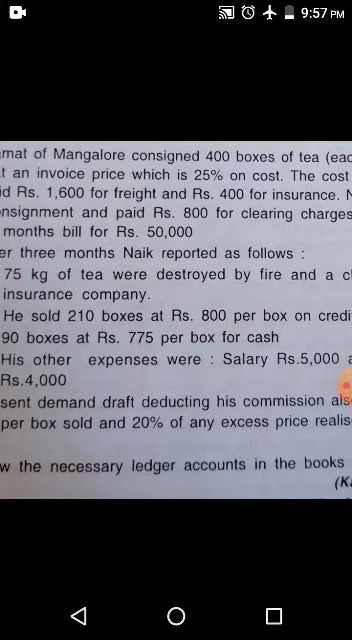 9:57 PM
mat of Mangalore consigned 400 boxes of tea (eac
t an invoice price which is 25% on cost. The cost
id Rs. 1,600 for freight and Rs. 400 for insurance. N
nsignment and paid Rs. 800 for clearing charges
months bill for Rs. 50,000
er three months Naik reported as follows :
75 kg of tea were destroyed by fire and a c
insurance company.
He sold 210 boxes at Rs. 800 per box on credi
90 boxes at Rs. 775 per box for cash
His other expenses were : Salary Rs.5,000 a
Rs.4,000
sent demand draft deducting his commission als
per box sold and 20% of any excess price realis
w the necessary ledger accounts in the books
(Ka